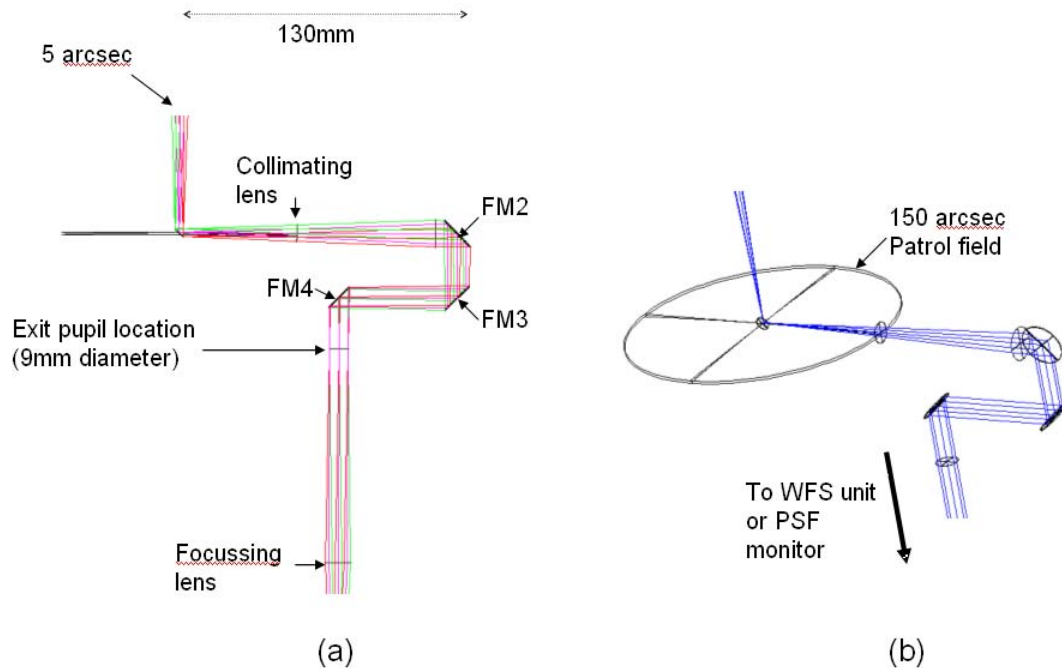 130mm
5 arcsec
Collimating
lens
FM2
FM4
FM3
Exit pupil location
(9mm diameter)
Focussing
lens
(a)
150 arcsec
Patrol field
To WFS unit
or PSF
monitor
(b)